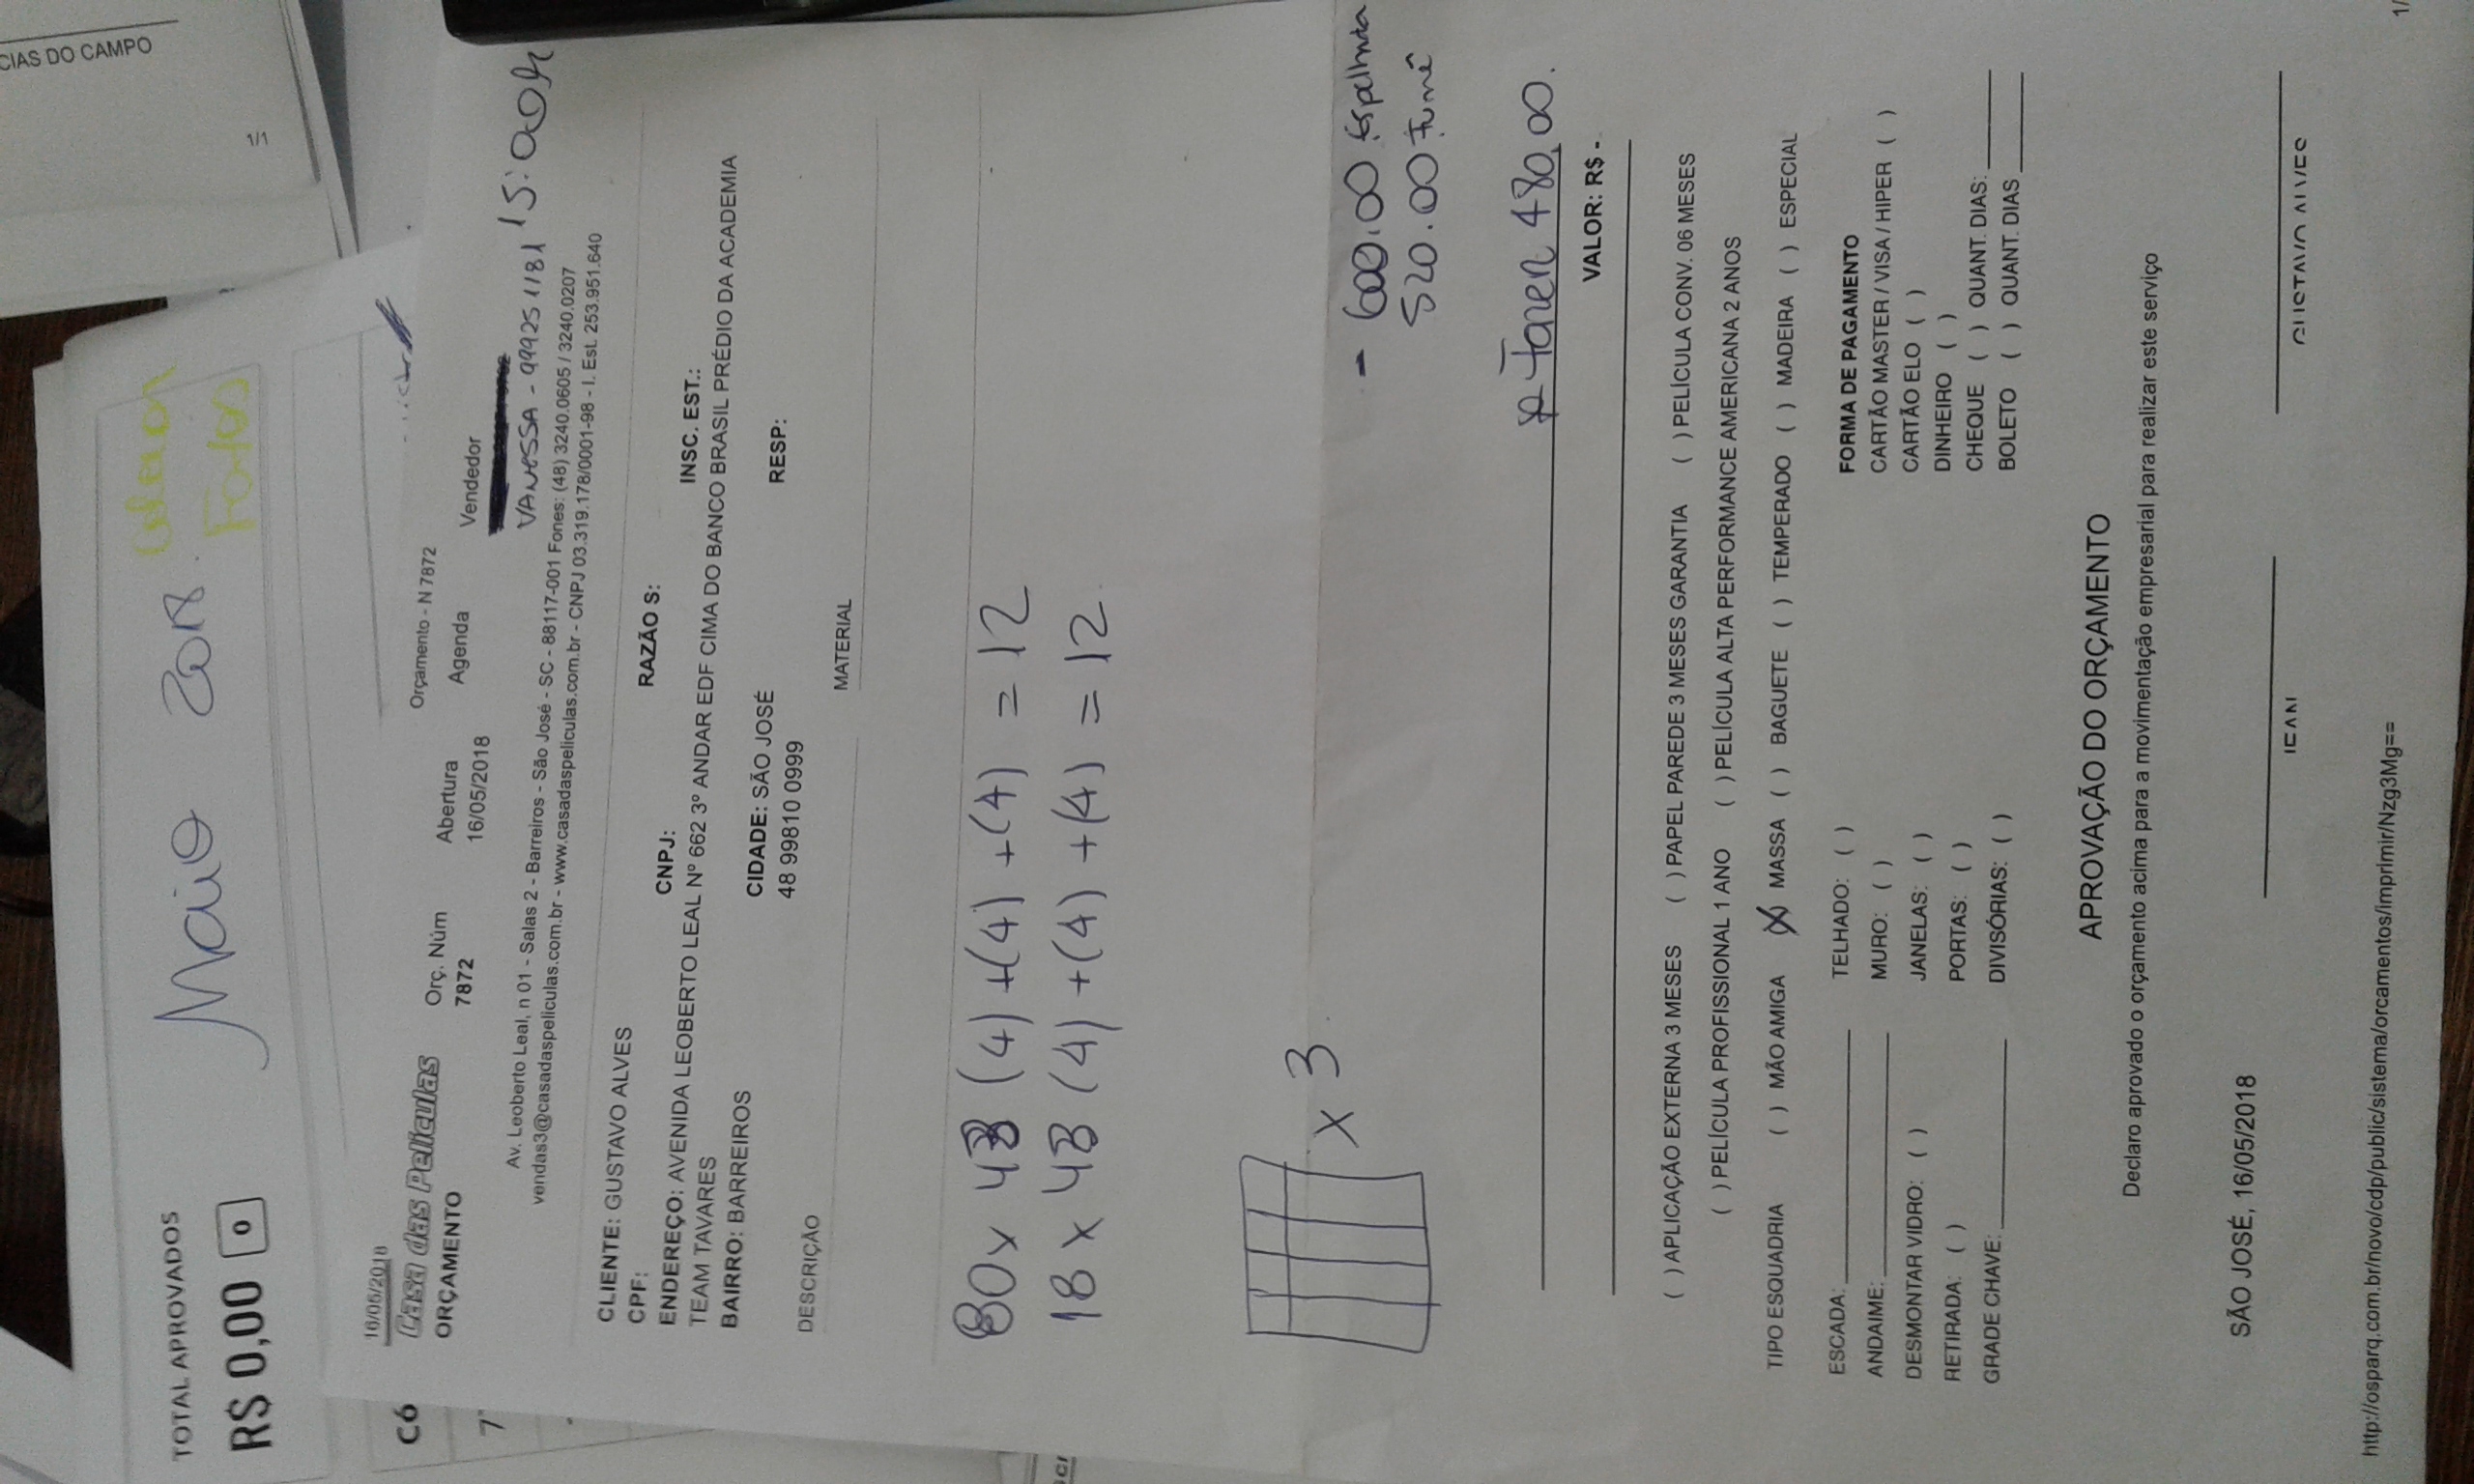 CIAS DO CAMPO
1/1
TOTAL APROVADOS
R$ 0,00 0
Maio 2018.
Fotos
16/05/2018
Casa das Películas
ORÇAMENTO
Orçamento - N 7872
Orç. Núm
7872
Abertura
16/05/2018
Agenda
Vendedor
VANESSA - 999251181 15:00h
Av. Leoberto Leal, n 01 - Salas 2 - Barreiros - São José - SC - 88117-001 Fones: (48) 3240.0605 / 3240.0207
vendas3@casadaspeliculas.com.br - www.casadaspeliculas.com.br - CNPJ 03.319.178/0001-98 - I. Est. 253.951.640
CLIENTE: GUSTAVO ALVES RAZÃO S:
CPF: CNPJ: INSC. EST.:
ENDEREÇO: AVENIDA LEOBERTO LEAL Nº 662 3º ANDAR EDF CIMA DO BANCO BRASIL PRÉDIO DA ACADEMIA
TEAM TAVARES
BAIRRO: BARREIROS CIDADE: SÃO JOSÉ RESP:
48 99810 0999
DESCRIÇÃO MATERIAL
80 x 43 (4) + (4) + (4) = 12
18 x 43 (4) + (4) + (4) = 12
x 3
- 600,00 Espelhada
520.00 Fumê
480,00.
VALOR: R$ -
( ) APLICAÇÃO EXTERNA 3 MESES ( ) PAPEL PAREDE 3 MESES GARANTIA ( ) PELÍCULA CONV. 06 MESES
( ) PELÍCULA PROFISSIONAL 1 ANO ( ) PELÍCULA ALTA PERFORMANCE AMERICANA 2 ANOS
TIPO ESQUADRIA ( ) MÃO AMIGA (X) MASSA ( ) BAGUETE ( ) TEMPERADO ( ) MADEIRA ( ) ESPECIAL
ESCADA: TELHADO: ( ) FORMA DE PAGAMENTO
ANDAIME: MURO: ( ) CARTÃO MASTER / VISA / HIPER ( )
DESMONTAR VIDRO: ( ) JANELAS: ( ) CARTÃO ELO ( )
RETIRADA: ( ) PORTAS: ( ) DINHEIRO ( )
GRADE CHAVE: DIVISÓRIAS: ( ) CHEQUE ( ) QUANT. DIAS:
BOLETO ( ) QUANT. DIAS
APROVAÇÃO DO ORÇAMENTO
Declaro aprovado o orçamento acima para a movimentação empresarial para realizar este serviço
SÃO JOSÉ, 16/05/2018
GUSTAVO ALVES
http://osparq.com.br/novo/cdp/public/sistema/orcamentos/imprimir/Nzg3Mg==
1/